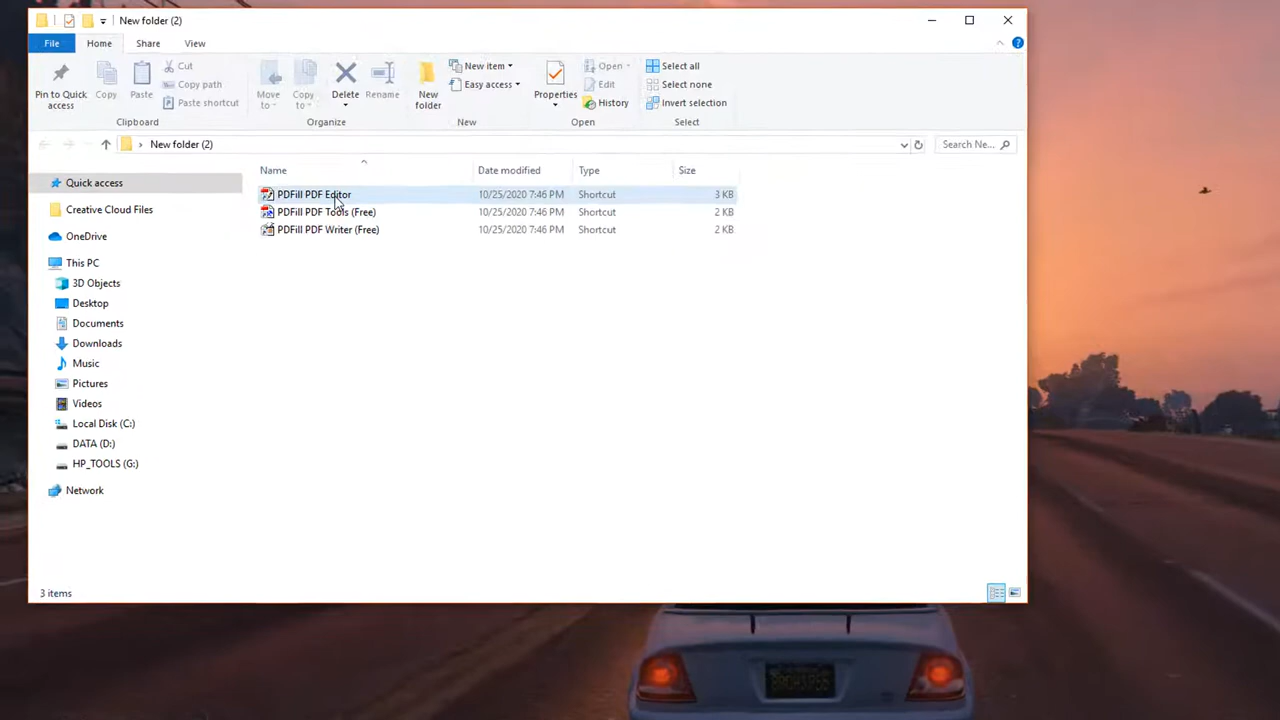 New folder (2)
File Home Share View
Pin to Quick access
Copy
Paste
Cut
Copy path
Paste shortcut
Clipboard
Move to
Copy to
Delete
Rename
Organize
New folder
New item
Easy access
New
Properties
Open
Edit
History
Open
Select all
Select none
Invert selection
Select
New folder (2)
Search Ne...
Name Date modified Type Size
PDFill PDF Editor 10/25/2020 7:46 PM Shortcut 3 KB
PDFill PDF Tools (Free) 10/25/2020 7:46 PM Shortcut 2 KB
PDFill PDF Writer (Free) 10/25/2020 7:46 PM Shortcut 2 KB
Quick access
Creative Cloud Files
OneDrive
This PC
3D Objects
Desktop
Documents
Downloads
Music
Pictures
Videos
Local Disk (C:)
DATA (D:)
HP_TOOLS (G:)
Network
3 items